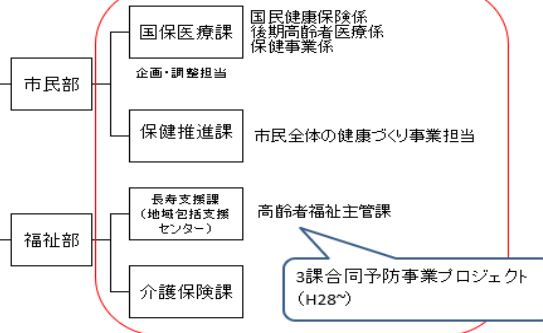 国保医療課
国民健康保険係
後期高齢者医療係
保健事業係
企画・調整担当
市民部
保健推進課
市民全体の健康づくり事業担当
長寿支援課
（地域包括支援
センター）
高齢者福祉主管課
福祉部
3課合同予防事業プロジェクト
（H28~）
介護保険課